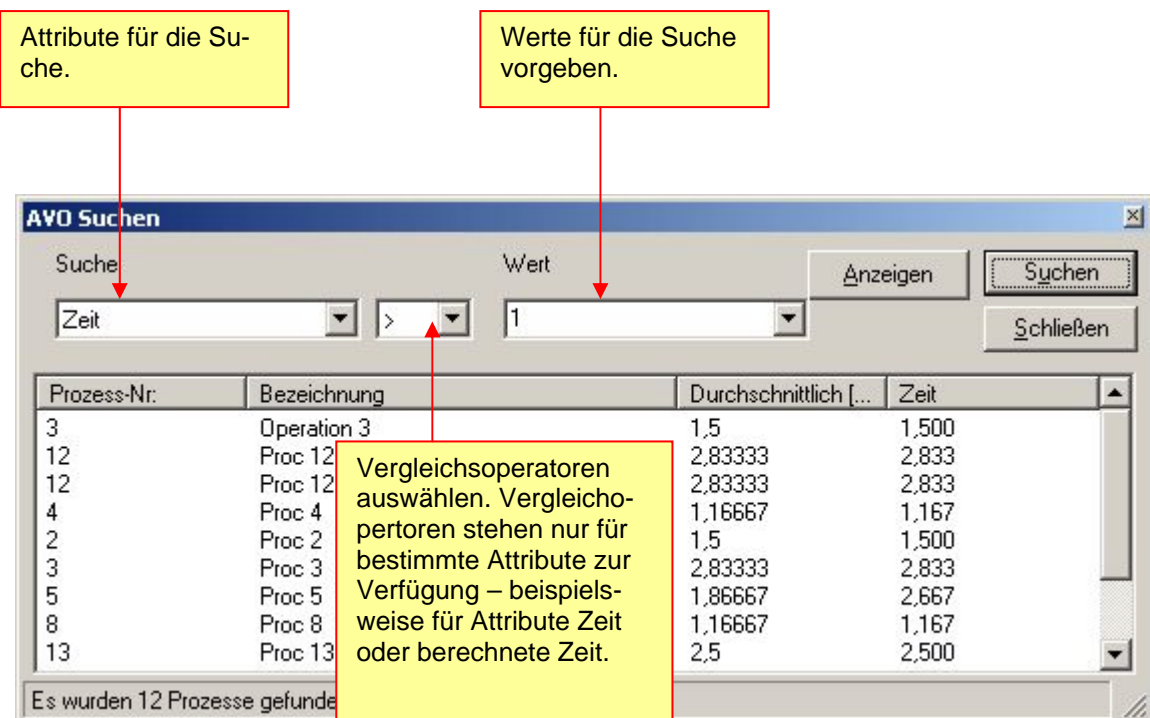 Attribute für die Su-
che.
Werte für die Suche
vorgeben.
AVO Suchen
Suche
Wert
Anzeigen
Suchen
Zeit
>
1
Schließen
Prozess-Nr: Bezeichnung Durchschnittlich [... Zeit
3 Operation 3 1,5 1,500
12 Proc 12 2,83333 2,833
12 Proc 12 2,83333 2,833
4 Proc 4 1,16667 1,167
2 Proc 2 1,5 1,500
3 Proc 3 2,83333 2,833
5 Proc 5 1,86667 2,667
8 Proc 8 1,16667 1,167
13 Proc 13 2,5 2,500
Vergleichsoperatoren
auswählen. Vergleicho-
pertoren stehen nur für
bestimmte Attribute zur
Verfügung – beispiels-
weise für Attribute Zeit
oder berechnete Zeit.
Es wurden 12 Prozesse gefunde